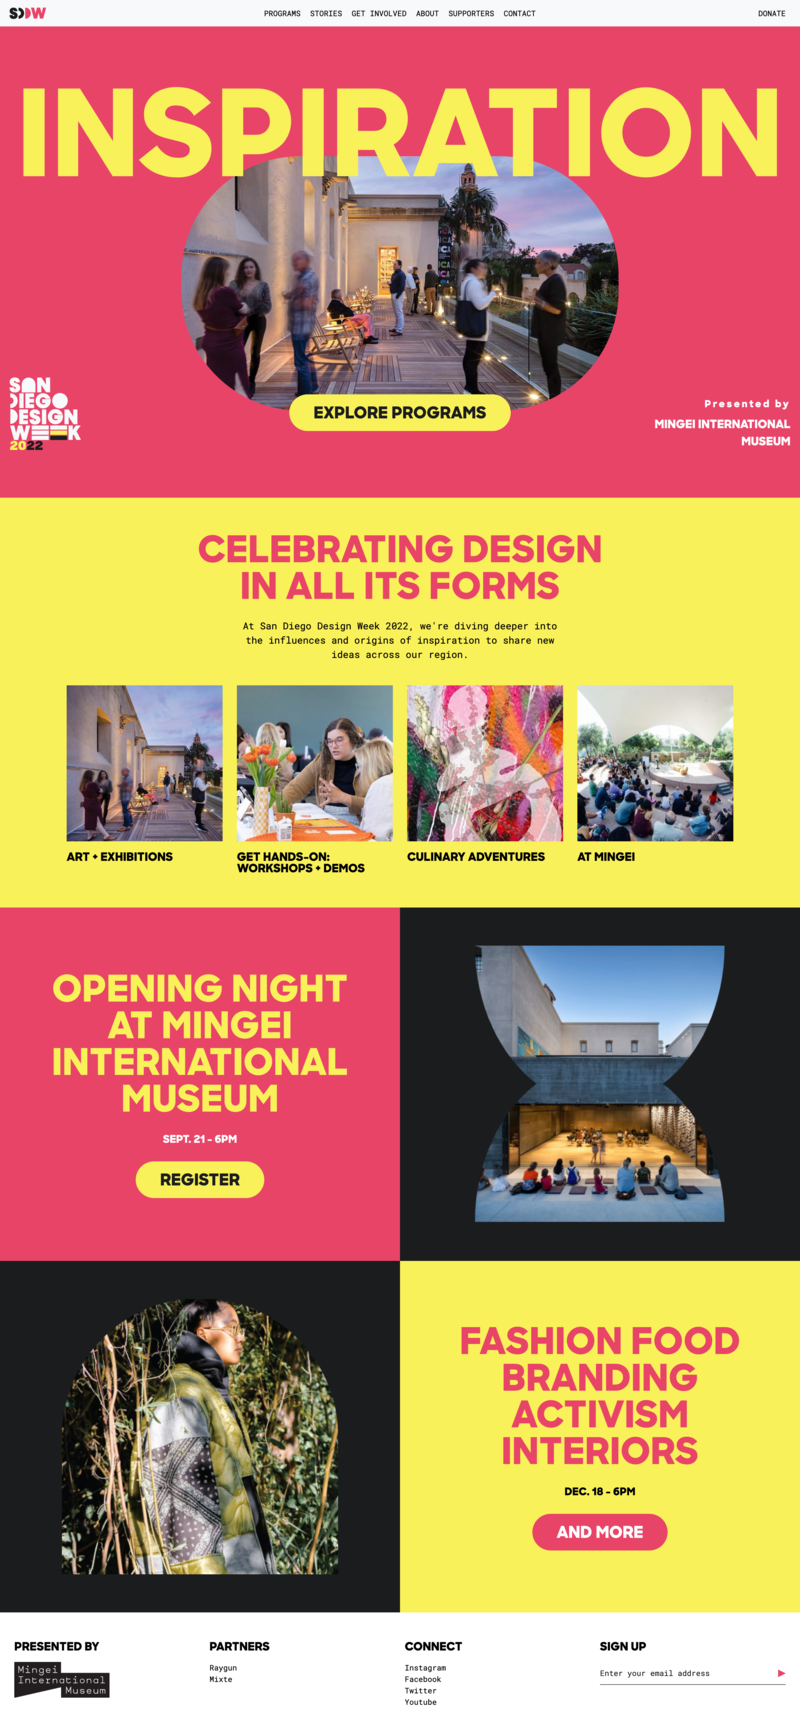 SDDW
PROGRAMS STORIES GET INVOLVED ABOUT SUPPORTERS CONTACT DONATE
INSPIRATION
EXPLORE PROGRAMS
SAN
DIEGO
DESIGN
WEEK
2022
Presented by
MINGEI INTERNATIONAL
MUSEUM
CELEBRATING DESIGN
IN ALL ITS FORMS
At San Diego Design Week 2022, we're diving deeper into
the influences and origins of inspiration to share new
ideas across our region.
ART + EXHIBITIONS
GET HANDS-ON:
WORKSHOPS + DEMOS
CULINARY ADVENTURES
AT MINGEI
OPENING NIGHT
AT MINGEI
INTERNATIONAL
MUSEUM
SEPT. 21 - 6PM
REGISTER
FASHION FOOD
BRANDING
ACTIVISM
INTERIORS
DEC. 18 - 6PM
AND MORE
PRESENTED BY
Mingei
International
Museum
PARTNERS
Raygun
Mixte
CONNECT
Instagram
Facebook
Twitter
Youtube
SIGN UP
Enter your email address